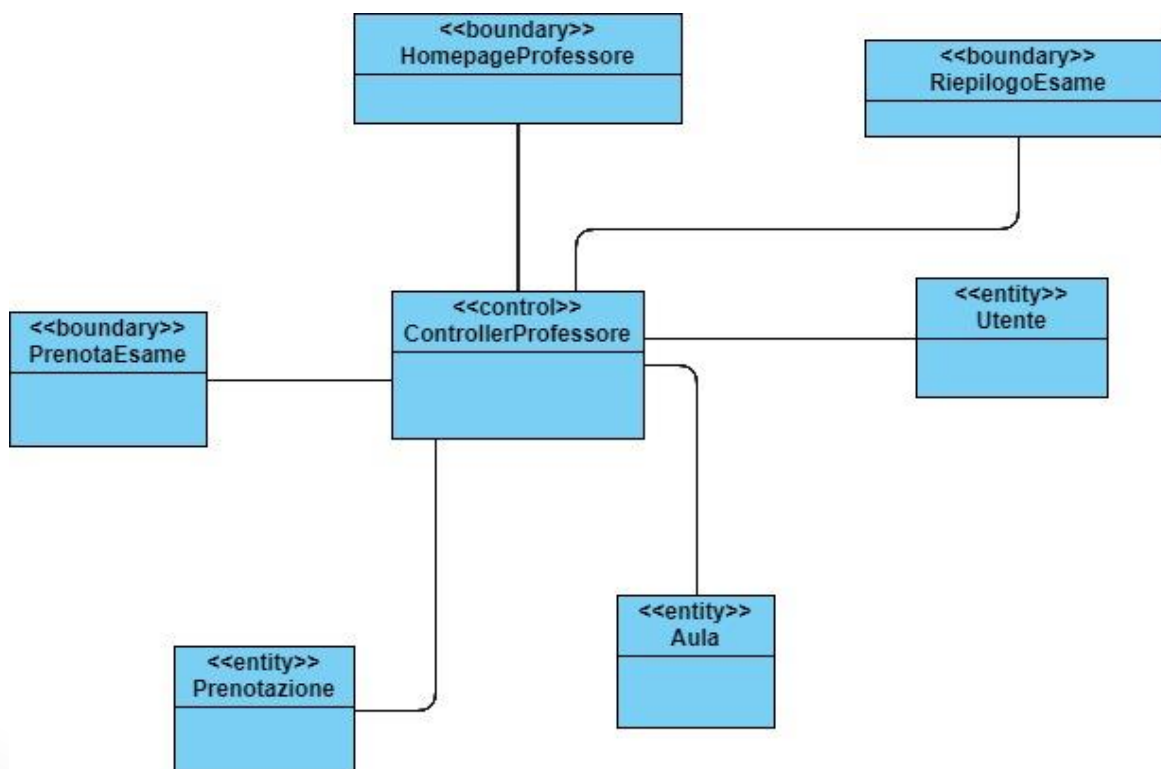 <<boundary>>
HomepageProfessore
<<boundary>>
RiepilogoEsame
<<control>>
ControllerProfessore
<<entity>>
Utente
<<boundary>>
PrenotaEsame
<<entity>>
Aula
<<entity>>
Prenotazione